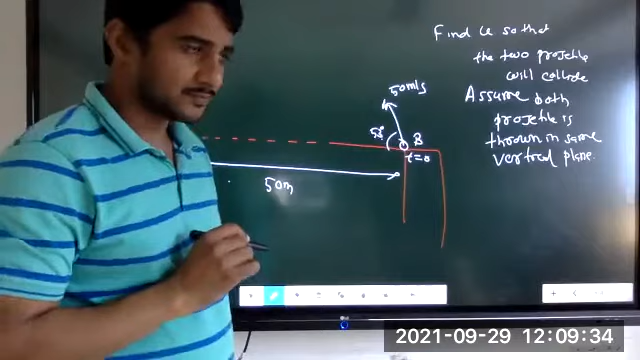 Find u so that
the two projectile
will collide
Assume both
projectile is
thrown in same
vertical plane.
50m/s
B
t=0
50m
2021-09-29 12:09:34